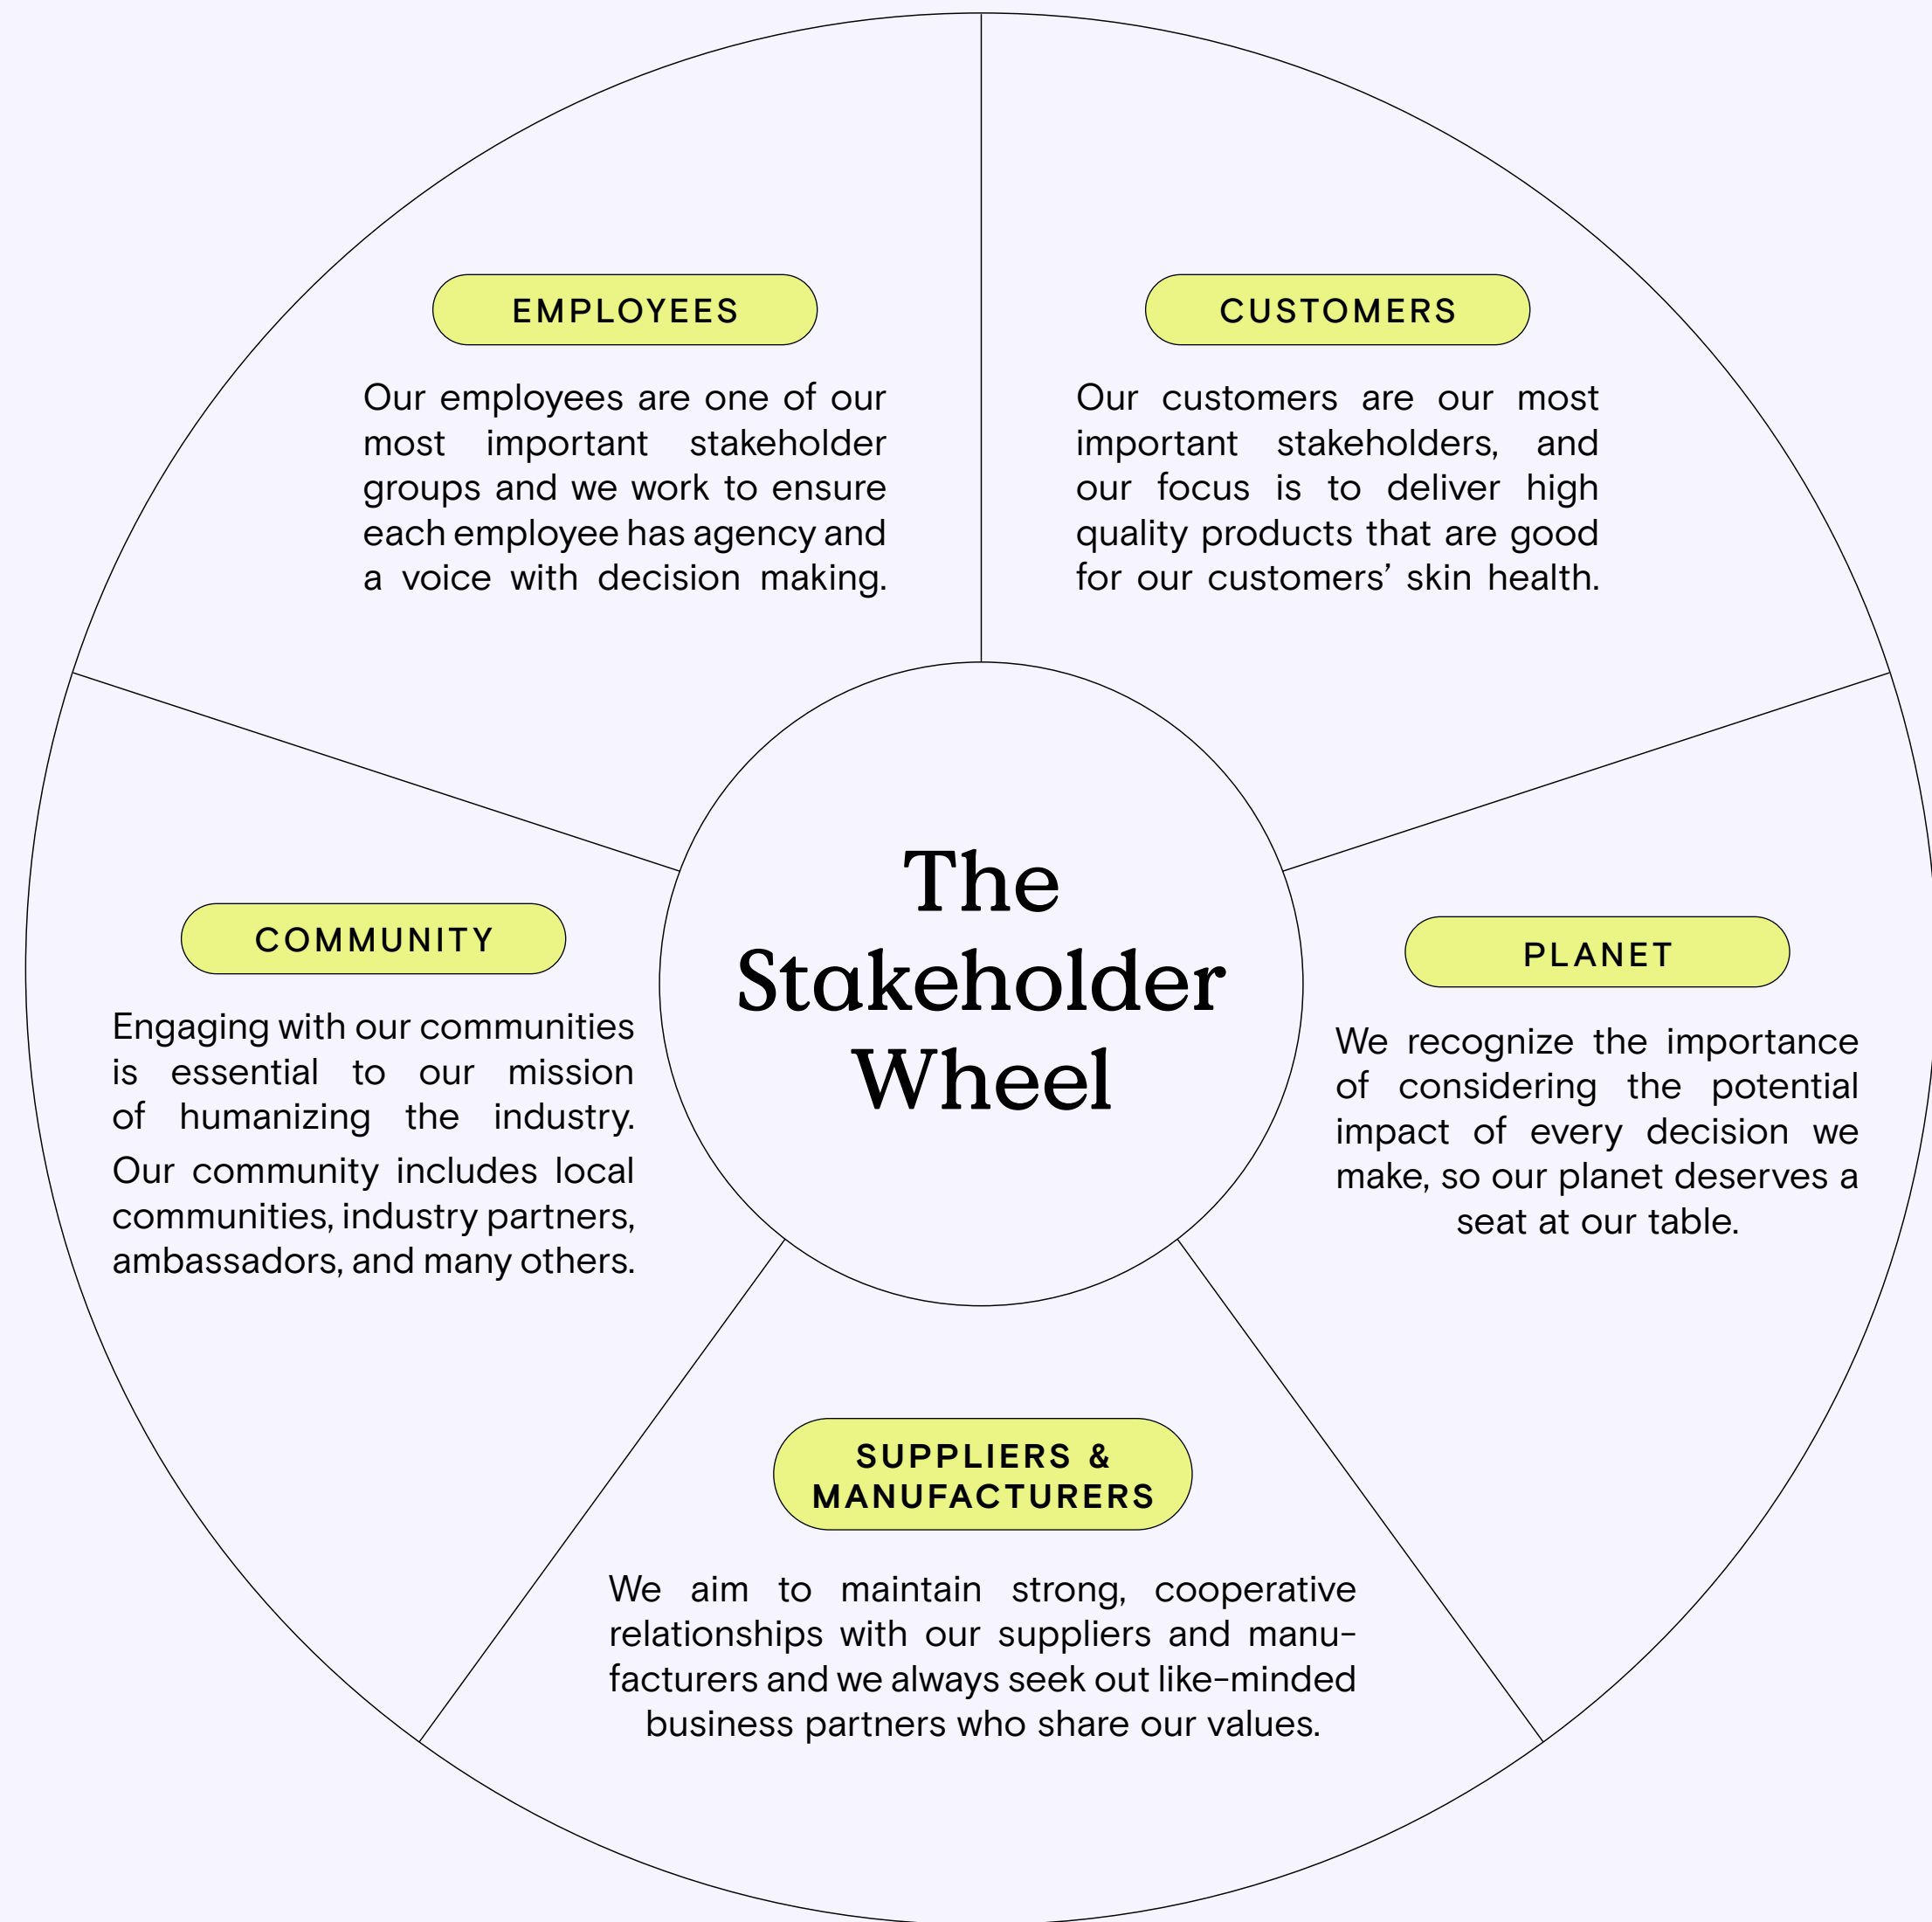 EMPLOYEES
Our employees are one of our
most important stakeholder
groups and we work to ensure
each employee has agency and
a voice with decision making.
CUSTOMERS
Our customers are our most
important stakeholders, and
our focus is to deliver high
quality products that are good
for our customers’ skin health.
The
Stakeholder
Wheel
COMMUNITY
Engaging with our communities
is essential to our mission
of humanizing the industry.
Our community includes local
communities, industry partners,
ambassadors, and many others.
PLANET
We recognize the importance
of considering the potential
impact of every decision we
make, so our planet deserves a
seat at our table.
SUPPLIERS &
MANUFACTURERS
We aim to maintain strong, cooperative
relationships with our suppliers and manu-
facturers and we always seek out like-minded
business partners who share our values.